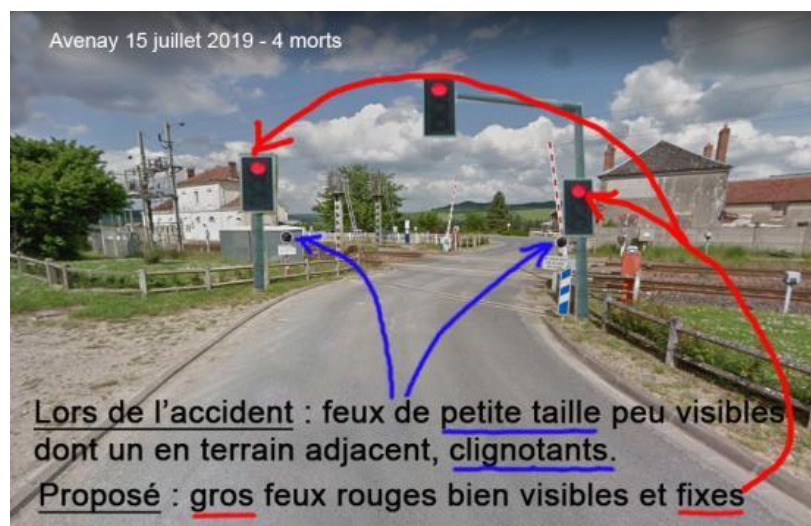 Avenay 15 juillet 2019 - 4 morts
Lors de l'accident : feux de petite taille peu visibles
dont un en terrain adjacent, clignotants.
Proposé : gros feux rouges bien visibles et fixes